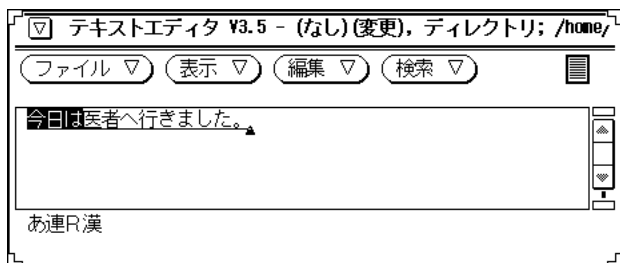 テキストエディタ V3.5 - (なし)(変更), ディレクトリ; /home/
ファイル ▽ 表示 ▽ 編集 ▽ 検索 ▽
今日は医者へ行ぎました。
あ連R漢